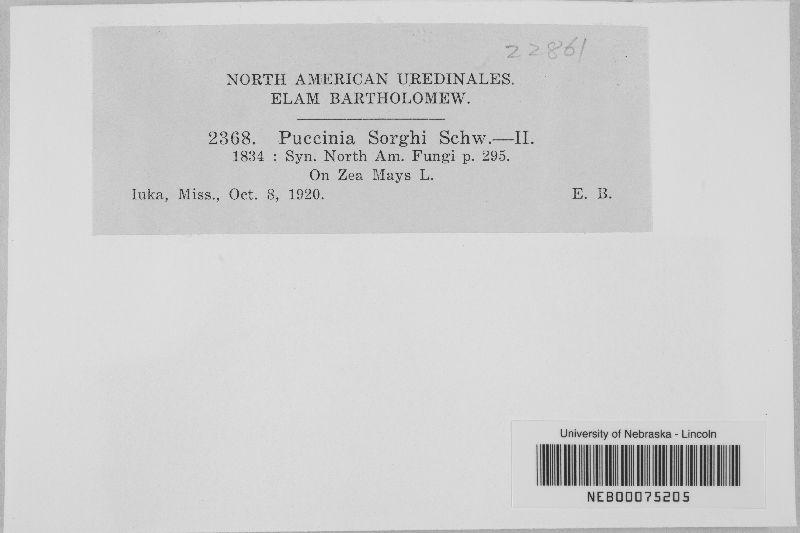 22861
NORTH AMERICAN UREDINALES.
ELAM BARTHOLOMEW.
2368. Puccinia Sorghi Schw.—II.
1834 : Syn. North Am. Fungi p. 295.
On Zea Mays L.
Iuka, Miss., Oct. 8, 1920. E. B.
University of Nebraska - Lincoln
NEB00075205